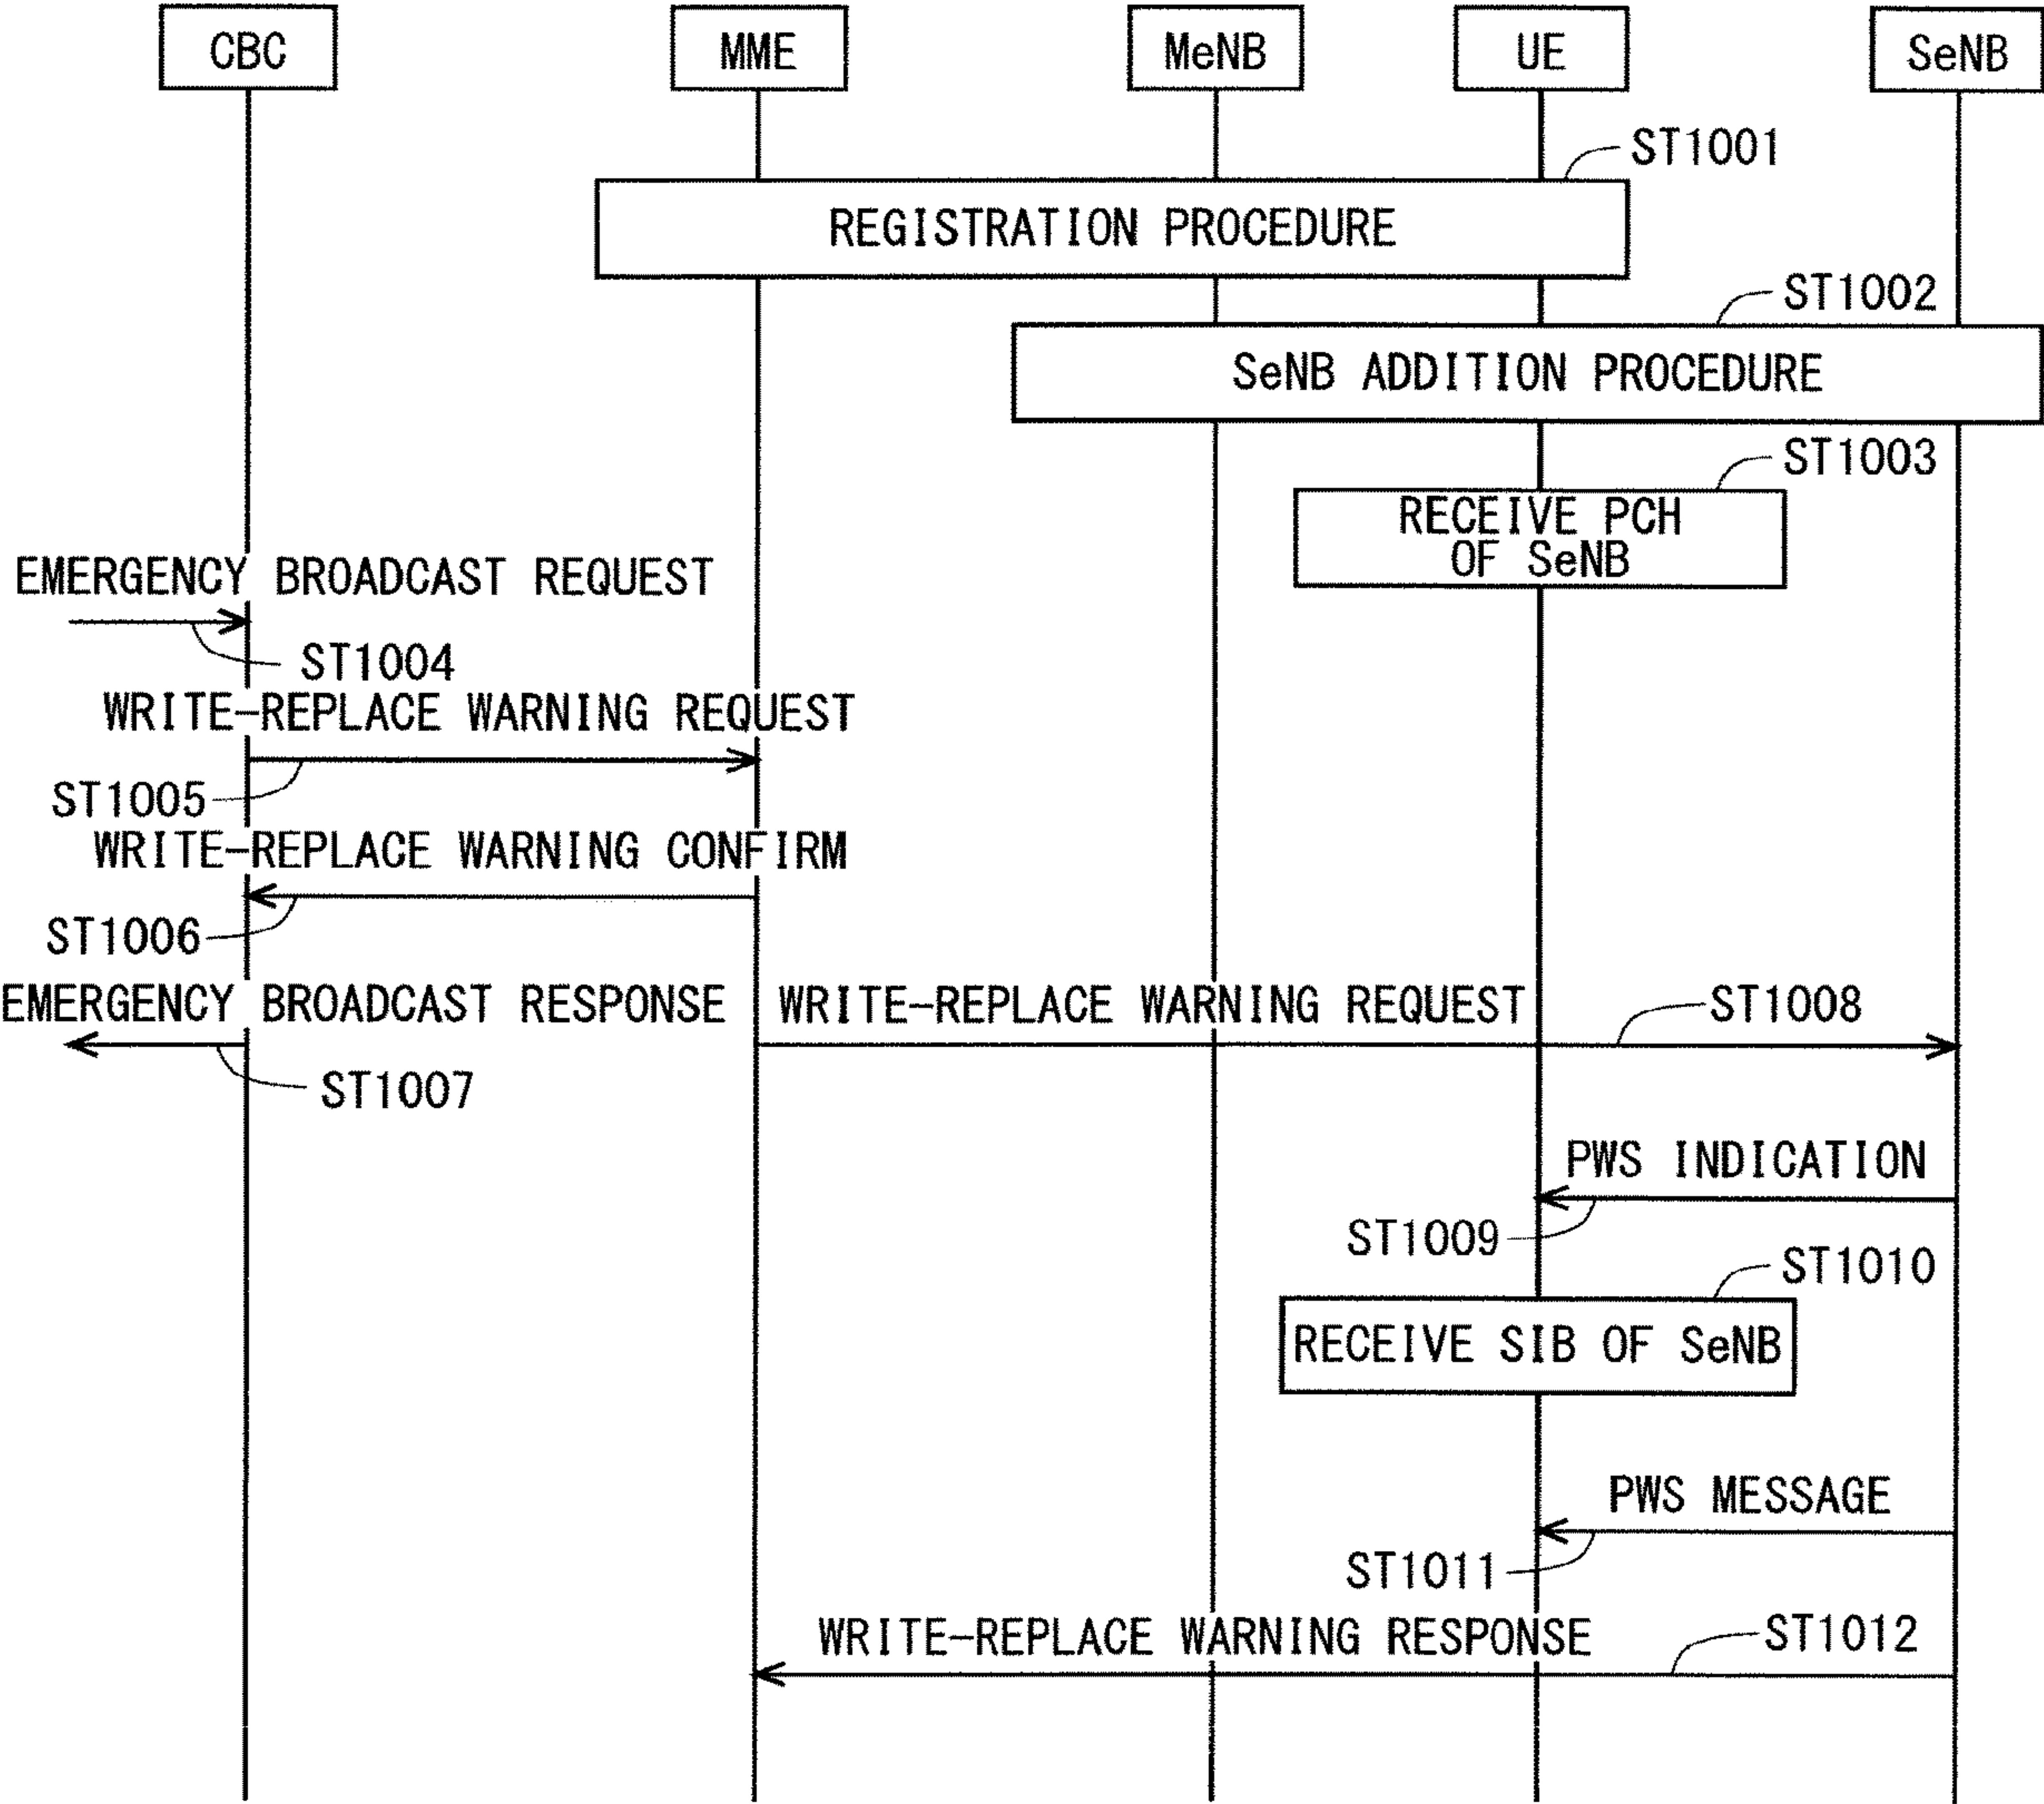 CBC
MME
MeNB
UE
SeNB
ST1001
REGISTRATION PROCEDURE
ST1002
SeNB ADDITION PROCEDURE
ST1003
RECEIVE PCH
OF SeNB
EMERGENCY BROADCAST REQUEST
ST1004
WRITE-REPLACE WARNING REQUEST
ST1005
WRITE-REPLACE WARNING CONFIRM
ST1006
EMERGENCY BROADCAST RESPONSE
WRITE-REPLACE WARNING REQUEST
ST1008
ST1007
PWS INDICATION
ST1009
ST1010
RECEIVE SIB OF SeNB
PWS MESSAGE
ST1011
WRITE-REPLACE WARNING RESPONSE
ST1012